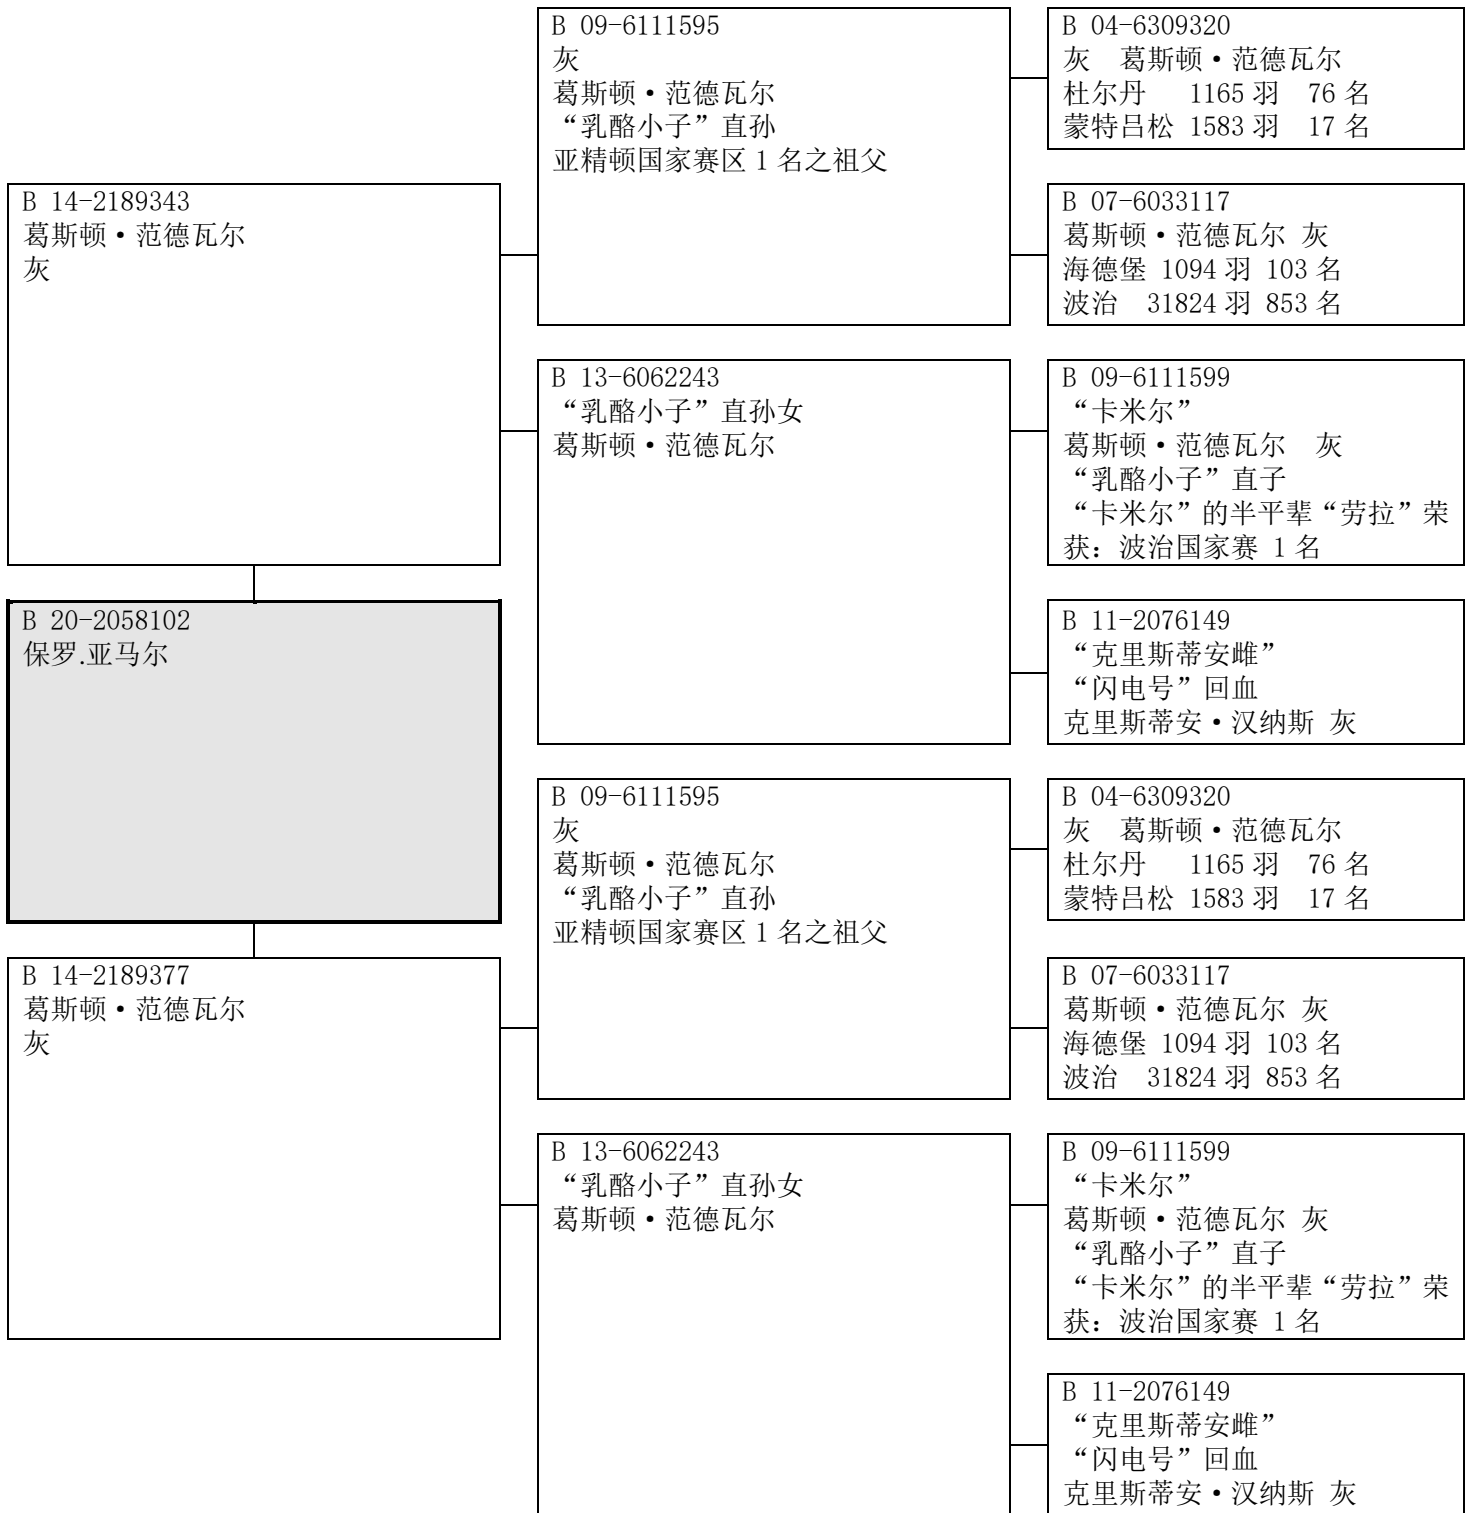 B 09-6111595
灰
葛斯顿·范德瓦尔
“乳酪小子”直孙
亚精顿国家赛区 1 名之祖父
B 04-6309320
灰 葛斯顿·范德瓦尔
杜尔丹 1165 羽 76 名
蒙特吕松 1583 羽 17 名
B 14-2189343
葛斯顿·范德瓦尔
灰
B 07-6033117
葛斯顿·范德瓦尔 灰
海德堡 1094 羽 103 名
波治 31824 羽 853 名
B 13-6062243
“乳酪小子”直孙女
葛斯顿·范德瓦尔
B 09-6111599
“卡米尔”
葛斯顿·范德瓦尔 灰
“乳酪小子”直子
“卡米尔”的半平辈“劳拉”荣
获：波治国家赛 1 名
B 20-2058102
保罗.亚马尔
B 11-2076149
“克里斯蒂安雌”
“闪电号”回血
克里斯蒂安·汉纳斯 灰
B 09-6111595
灰
葛斯顿·范德瓦尔
“乳酪小子”直孙
亚精顿国家赛区 1 名之祖父
B 04-6309320
灰 葛斯顿·范德瓦尔
杜尔丹 1165 羽 76 名
蒙特吕松 1583 羽 17 名
B 14-2189377
葛斯顿·范德瓦尔
灰
B 07-6033117
葛斯顿·范德瓦尔 灰
海德堡 1094 羽 103 名
波治 31824 羽 853 名
B 13-6062243
“乳酪小子”直孙女
葛斯顿·范德瓦尔
B 09-6111599
“卡米尔”
葛斯顿·范德瓦尔 灰
“乳酪小子”直子
“卡米尔”的半平辈“劳拉”荣
获：波治国家赛 1 名
B 11-2076149
“克里斯蒂安雌”
“闪电号”回血
克里斯蒂安·汉纳斯 灰